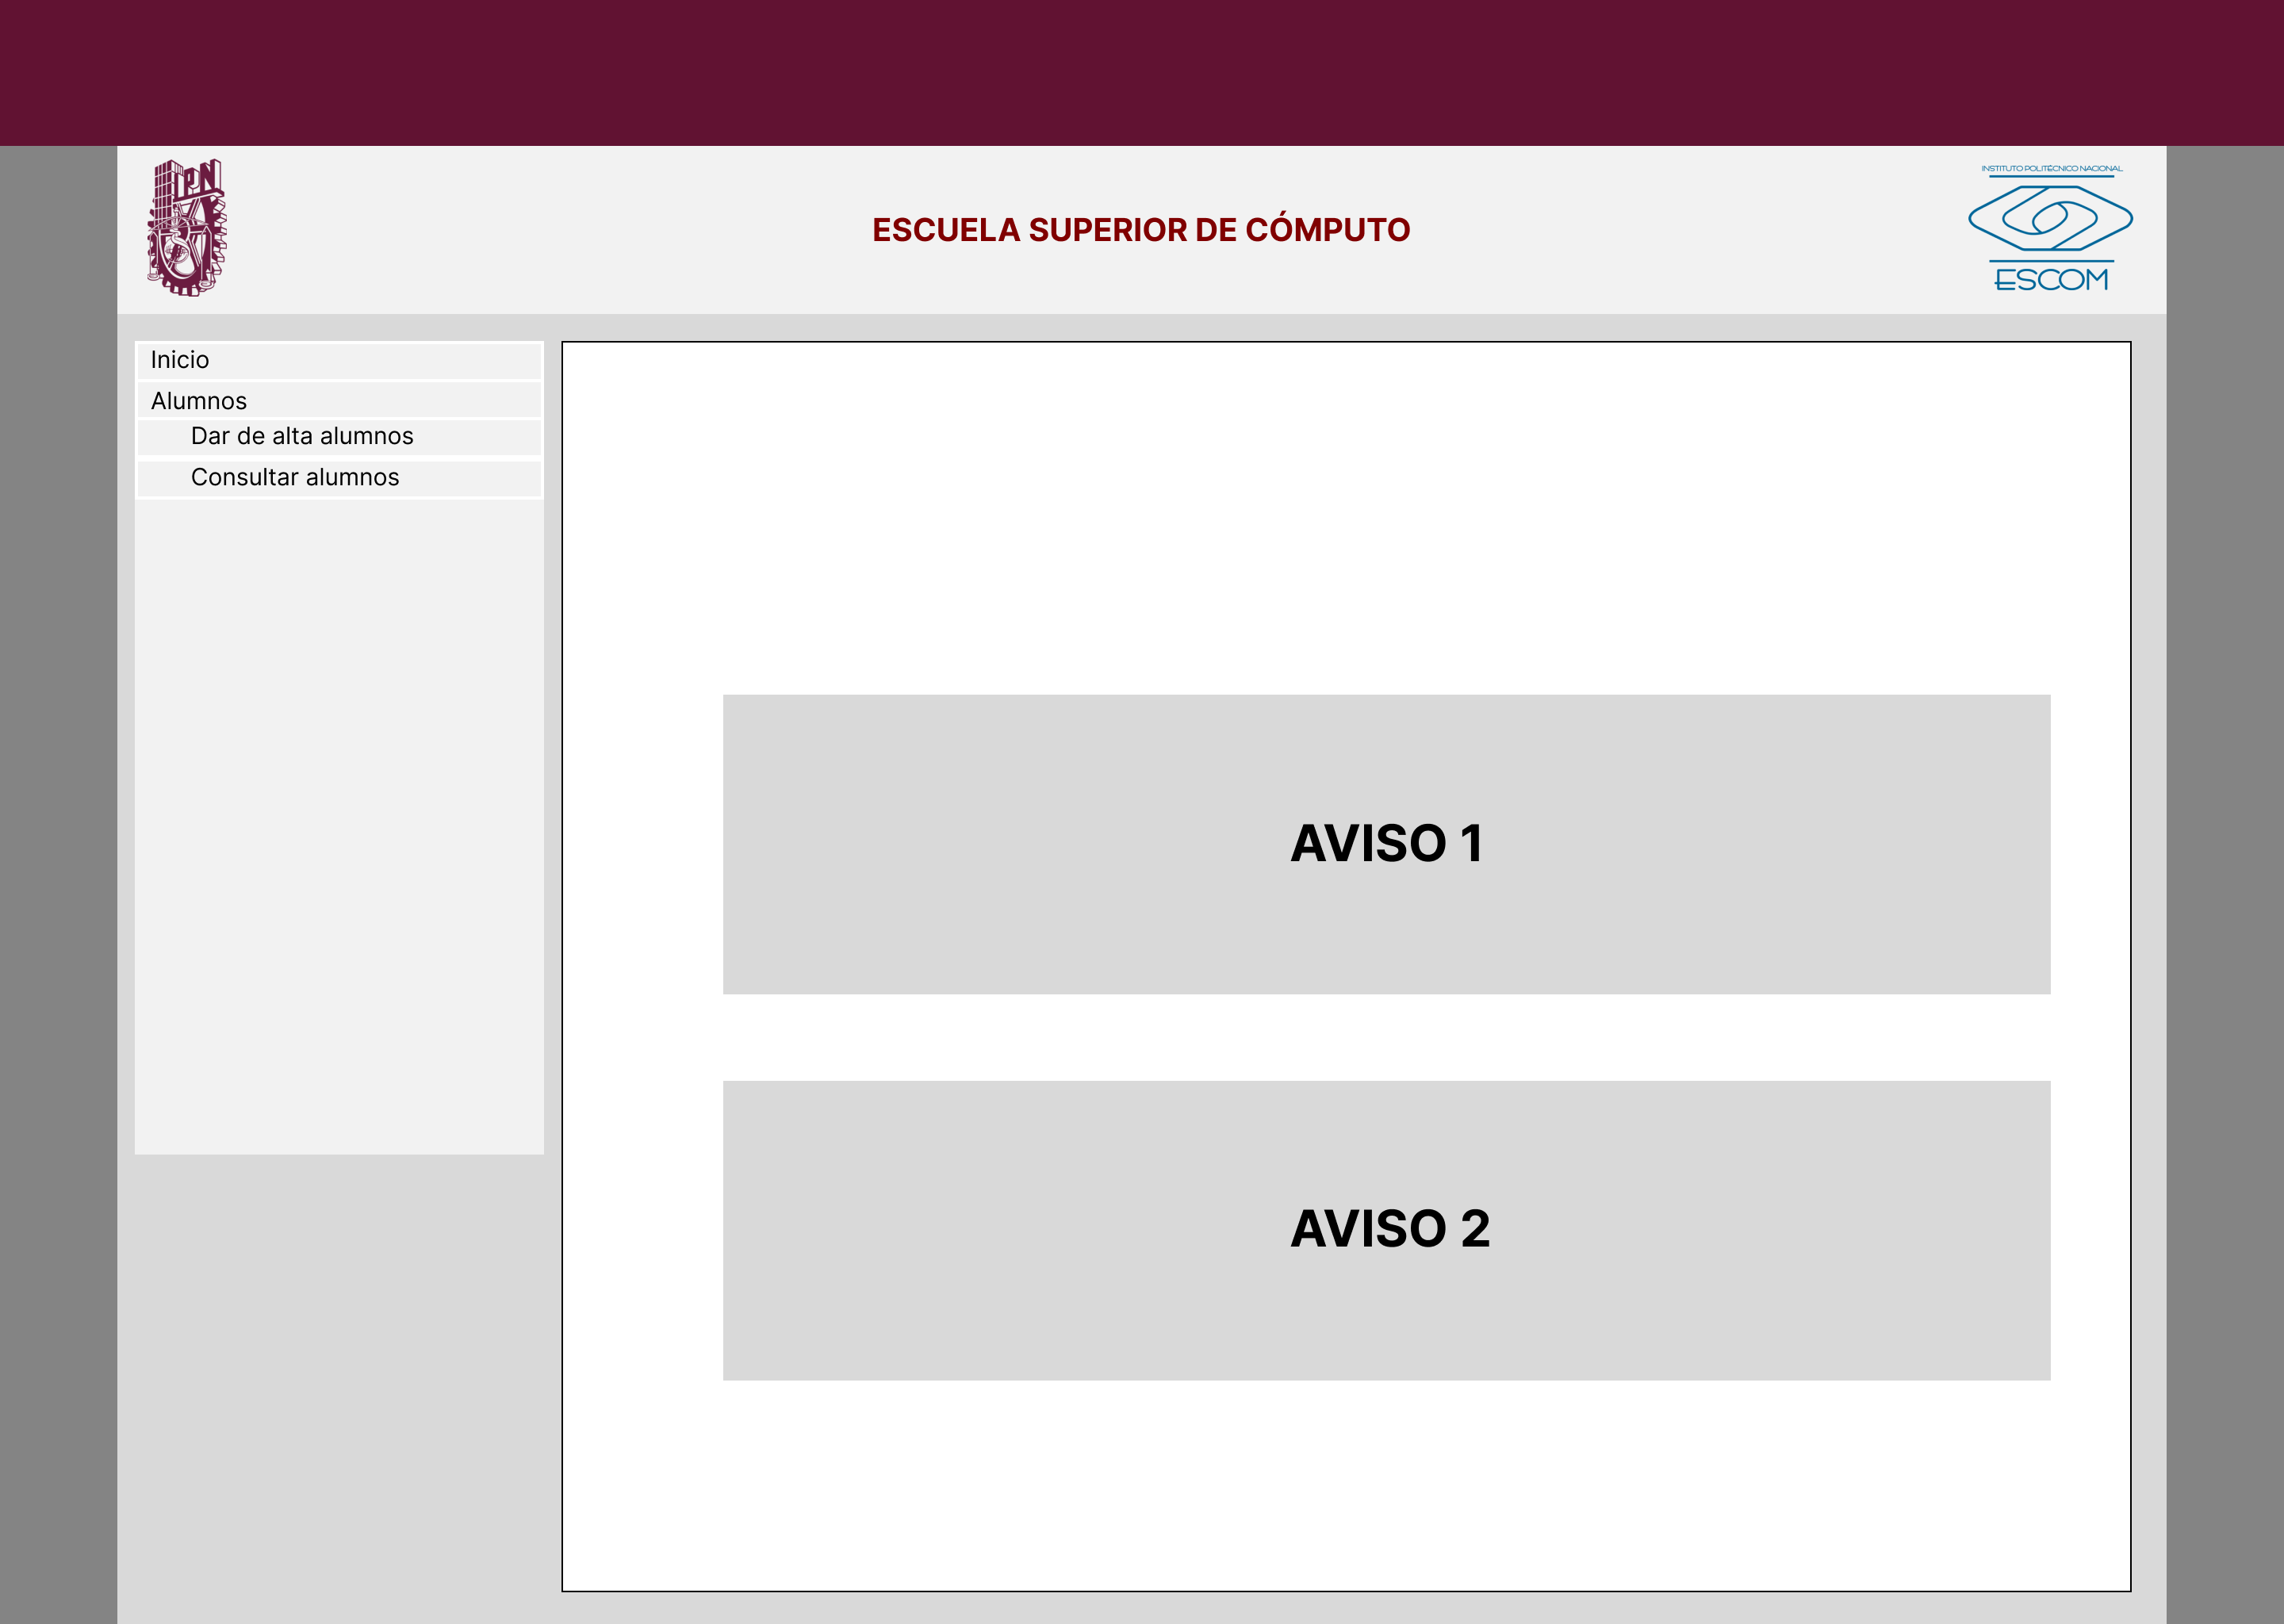 IPN
INSTITUTO POLITÉCNICO NACIONAL
ESCUELA SUPERIOR DE CÓMPUTO
ESCOM
Inicio
Alumnos
Dar de alta alumnos
Consultar alumnos
AVISO 1
AVISO 2